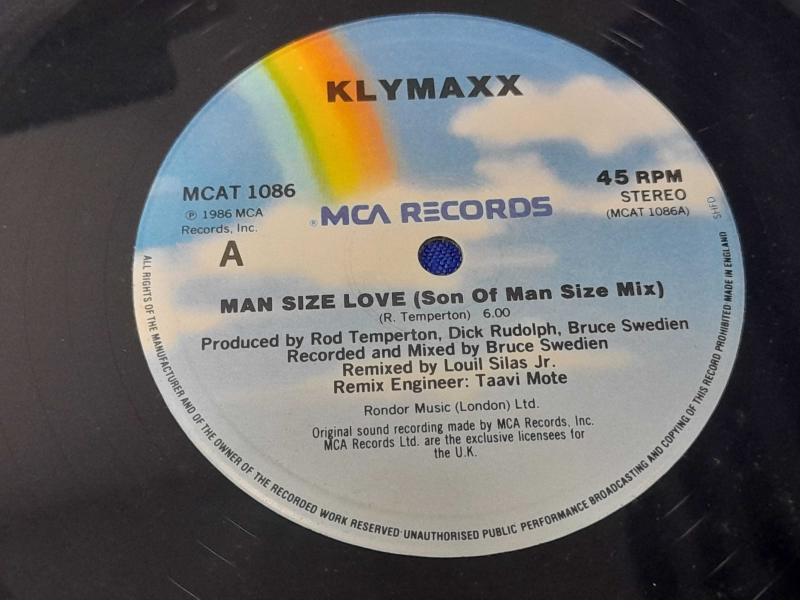 KLYMAXX
MCAT 1086
℗ 1986 MCA
Records, Inc.
A
45 RPM
STEREO
(MCAT 1086A)
SHFD
® MCA RECORDS
MAN SIZE LOVE (Son Of Man Size Mix)
(R. Temperton) 6.00
Produced by Rod Temperton, Dick Rudolph, Bruce Swedien
Recorded and Mixed by Bruce Swedien
Remixed by Louil Silas Jr.
Remix Engineer: Taavi Mote
Rondor Music (London) Ltd.
Original sound recording made by MCA Records, Inc.
MCA Records Ltd. are the exclusive licensees for
the U.K.
ALL RIGHTS OF THE MANUFACTURER AND OF THE OWNER OF THE RECORDED WORK RESERVED·UNAUTHORISED PUBLIC PERFORMANCE BROADCASTING AND COPYING OF THIS RECORD PROHIBITED MADE IN ENGLAND